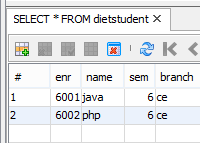 SELECT * FROM dietstudent
# enr name sem branch
1 6001 java 6 ce
2 6002 php 6 ce